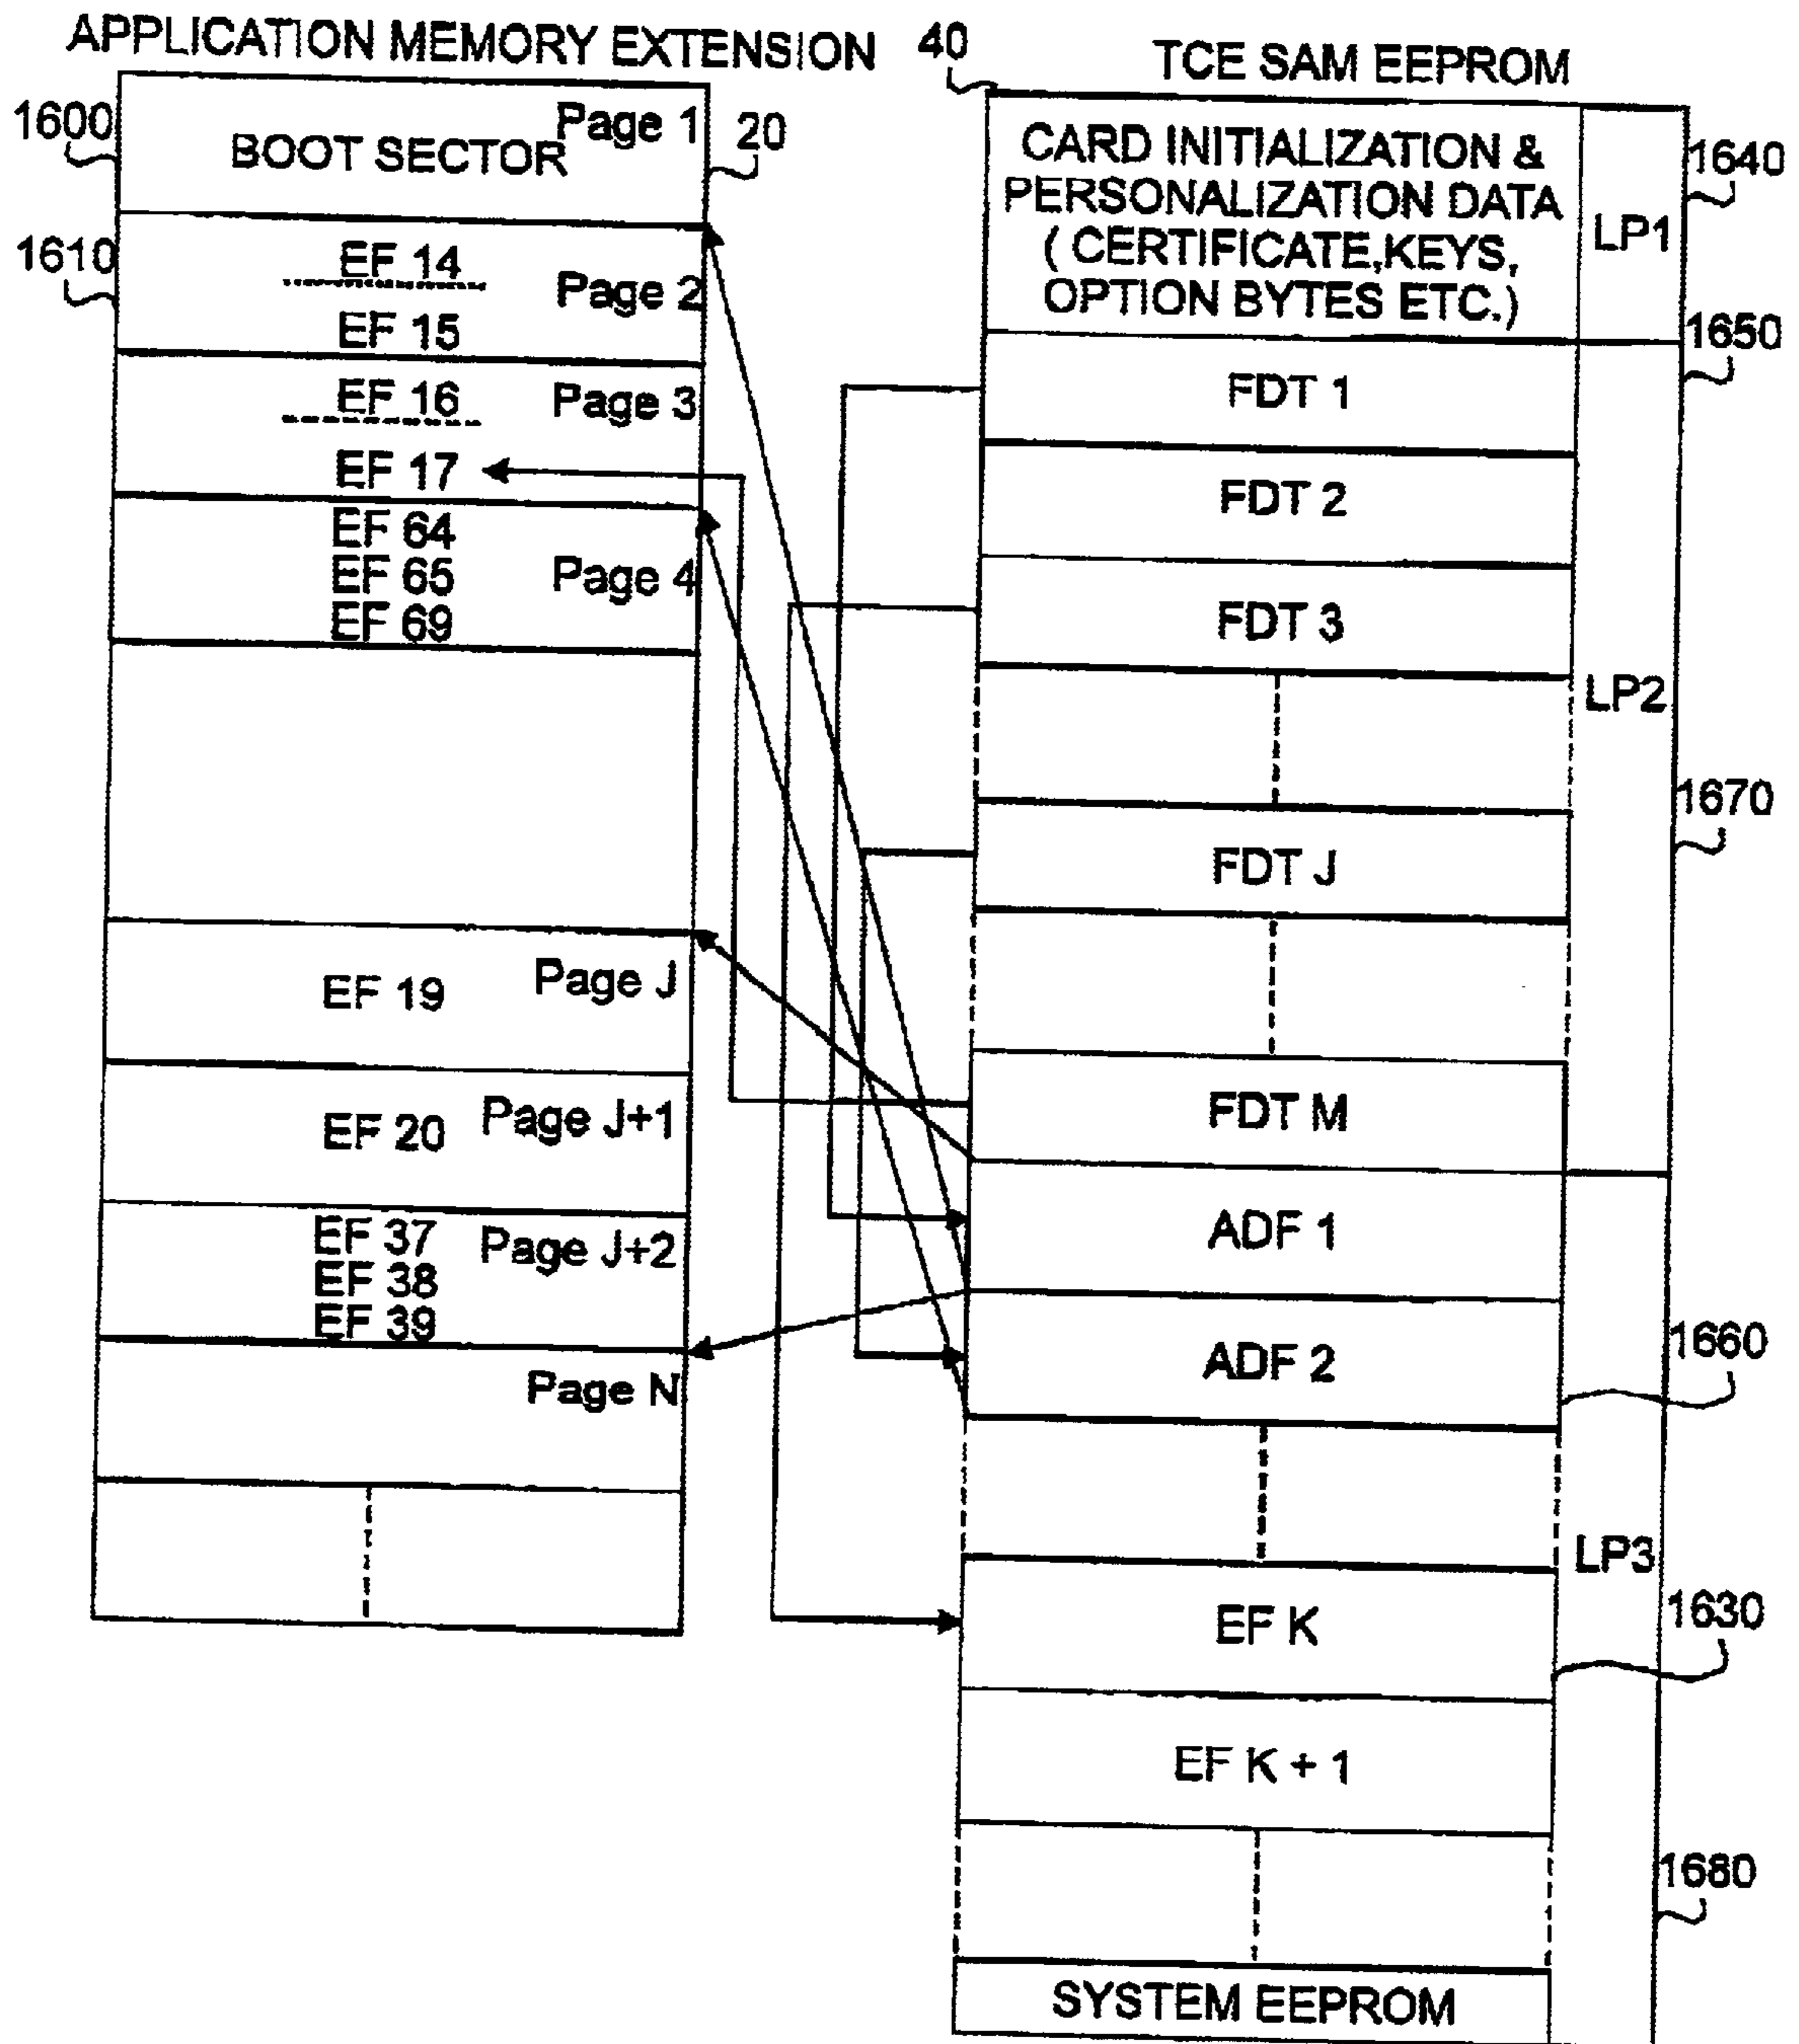 APPLICATION MEMORY EXTENSION
1600
BOOT SECTOR
Page 1
20
1610
EF 14
Page 2
EF 15
EF 16
Page 3
EF 17
EF 64
EF 65
Page 4
EF 69
EF 19
Page J
EF 20
Page J+1
EF 37
Page J+2
EF 38
EF 39
Page N
40
TCE SAM EEPROM
CARD INITIALIZATION &
PERSONALIZATION DATA
( CERTIFICATE,KEYS,
OPTION BYTES ETC.)
LP1
1640
1650
FDT 1
FDT 2
FDT 3
LP2
1670
FDT J
FDT M
ADF 1
ADF 2
1660
LP3
EF K
1630
EF K + 1
1680
SYSTEM EEPROM